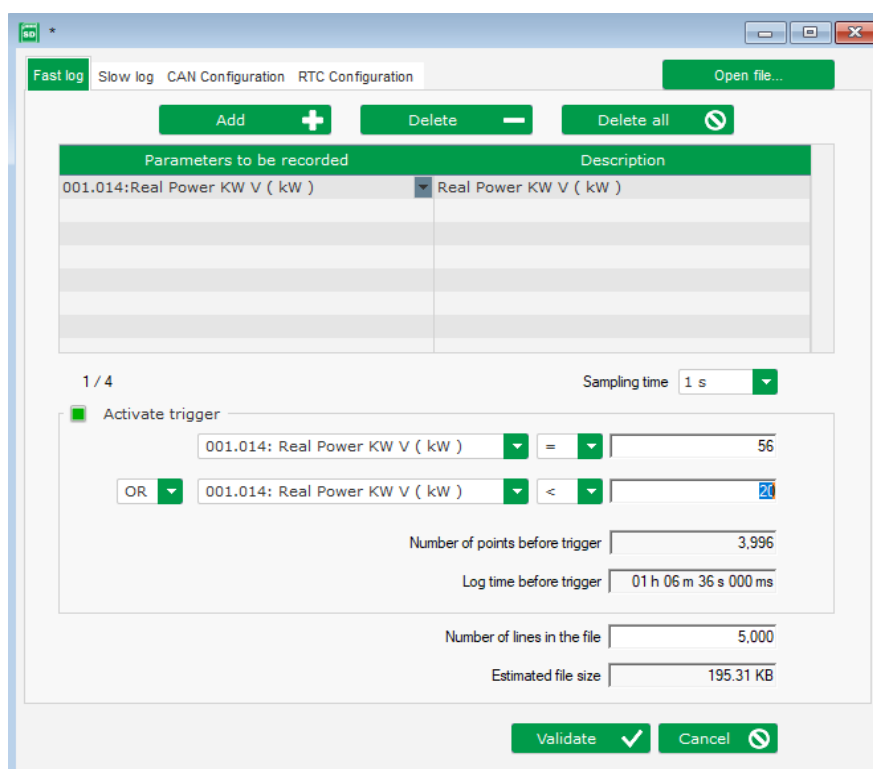 SD *
Fast log Slow log CAN Configuration RTC Configuration Open file...
Add Delete Delete all
Parameters to be recorded Description
001.014:Real Power KW V ( kW ) Real Power KW V ( kW )
1 / 4 Sampling time 1 s
Activate trigger
001.014: Real Power KW V ( kW ) = 56
OR 001.014: Real Power KW V ( kW ) < 20
Number of points before trigger 3,996
Log time before trigger 01 h 06 m 36 s 000 ms
Number of lines in the file 5,000
Estimated file size 195.31 KB
Validate Cancel